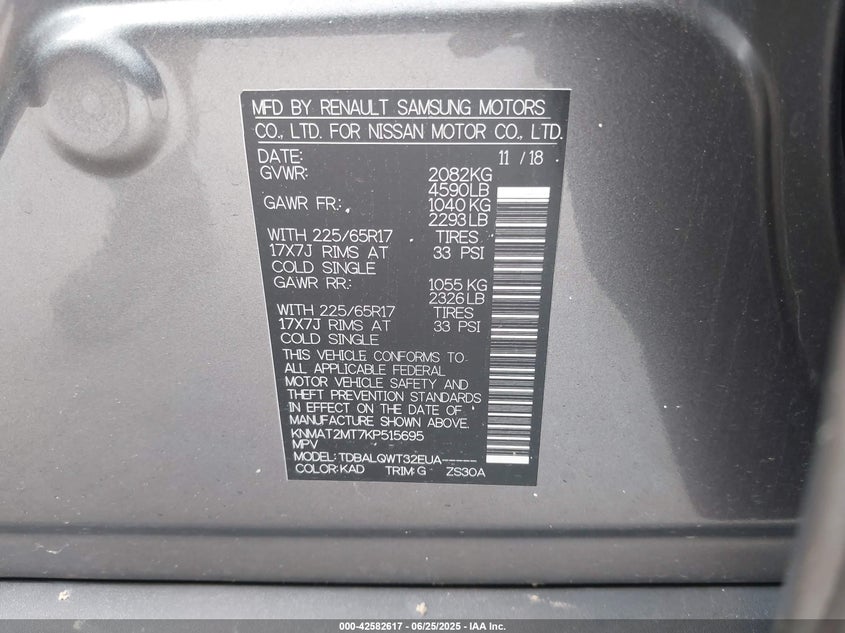 MFD BY RENAULT SAMSUNG MOTORS
CO., LTD. FOR NISSAN MOTOR CO., LTD.
DATE: 11 / 18
GVWR: 2082KG
4590LB
GAWR FR.: 1040 KG
2293 LB
WITH 225/65R17 TIRES
17X7J RIMS AT 33 PSI
COLD SINGLE
GAWR RR.: 1055 KG
2326 LB
WITH 225/65R17 TIRES
17X7J RIMS AT 33 PSI
COLD SINGLE
THIS VEHICLE CONFORMS TO
ALL APPLICABLE FEDERAL
MOTOR VEHICLE SAFETY AND
THEFT PREVENTION STANDARDS
IN EFFECT ON THE DATE OF
MANUFACTURE SHOWN ABOVE.
KNMAT2MT7KP515695
MPV
MODEL: TDBALQWT32EUA-----
COLOR: KAD TRIM: G ZS30A
000-42582617 - 06/25/2025 - IAA Inc.